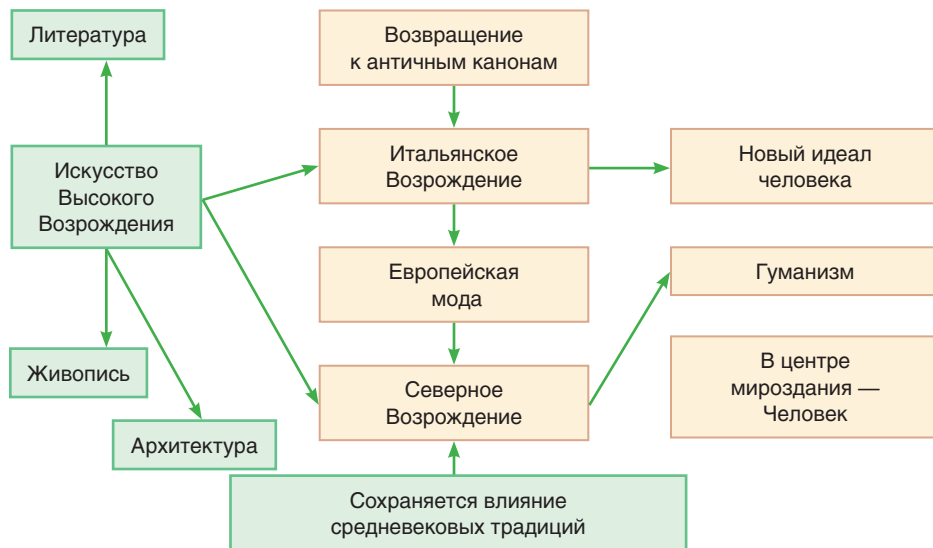 Литература
Возвращение
к античным канонам
Искусство
Высокого
Возрождения
Итальянское
Возрождение
Новый идеал
человека
Европейская
мода
Гуманизм
Живопись
Северное
Возрождение
В центре
мироздания —
Человек
Архитектура
Сохраняется влияние
средневековых традиций